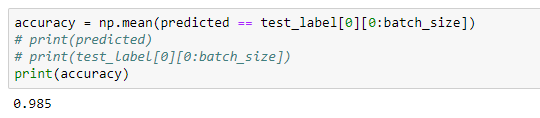 accuracy = np.mean(predicted == test_label[0][0:batch_size])
# print(predicted)
# print(test_label[0][0:batch_size])
print(accuracy)
0.985